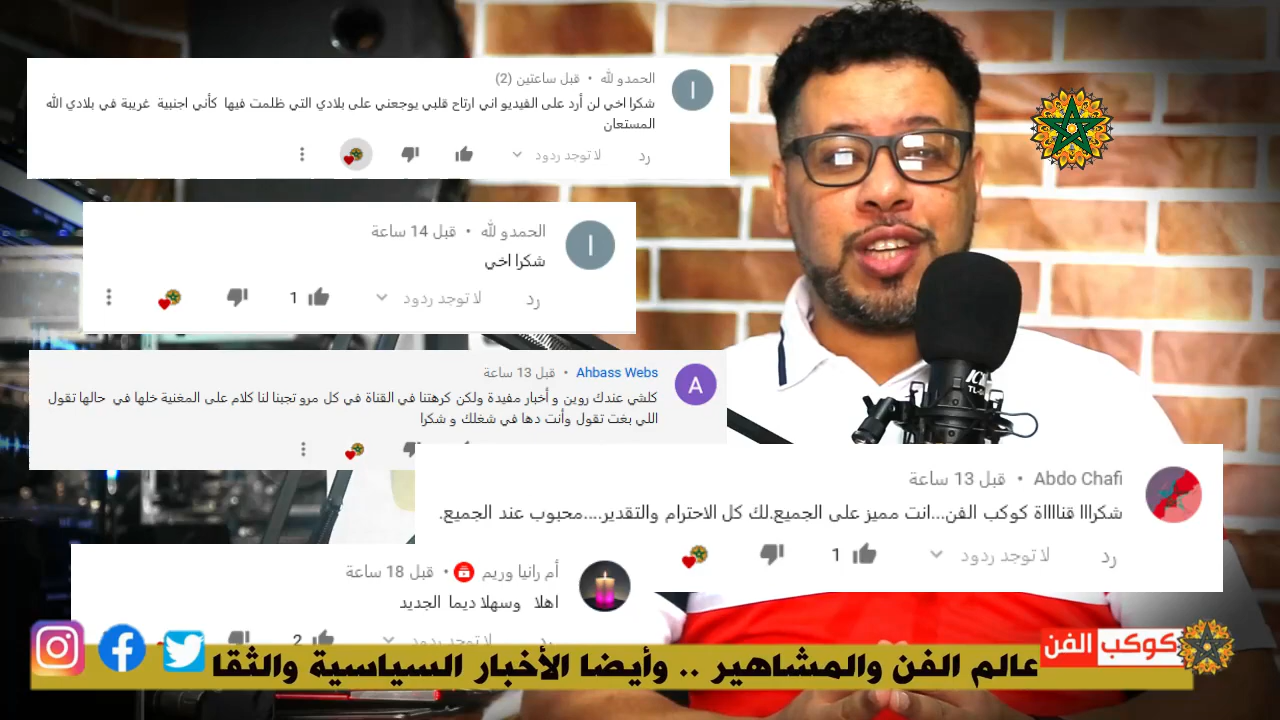 الحمدو لله • قبل ساعتين (2)
شكرا اخي لن أرد على الفيديو اني ارتاح قلبي يوجعني على بلادي التي ظلمت فيها كأني اجنبية غريبة في بلادي الله
المستعان
رد لا توجد ردود
I
الحمدو لله • قبل 14 ساعة
شكرا اخي
رد لا توجد ردود 1
I
Ahbass Webs • قبل 13 ساعة
كلشي عندك روين و أخبار مفيدة ولكن كرهتنا في القناة في كل مرو تجبنا لنا كلام على المغنية خلها في حالها تقول
اللي بغت تقول وأنت دها في شغلك و شكرا
A
Abdo Chafi • قبل 13 ساعة
شكرااا قنااااة كوكب الفن...انت مميز على الجميع.لك كل الاحترام والتقدير....محبوب عند الجميع.
رد لا توجد ردود 1
أم رانيا وريم • قبل 18 ساعة
اهلا وسهلا ديما الجديد
رد لا توجد ردود 2
كوكب الفن
عالم الفن والمشاهير .. وأيضا الأخبار السياسية والثقا